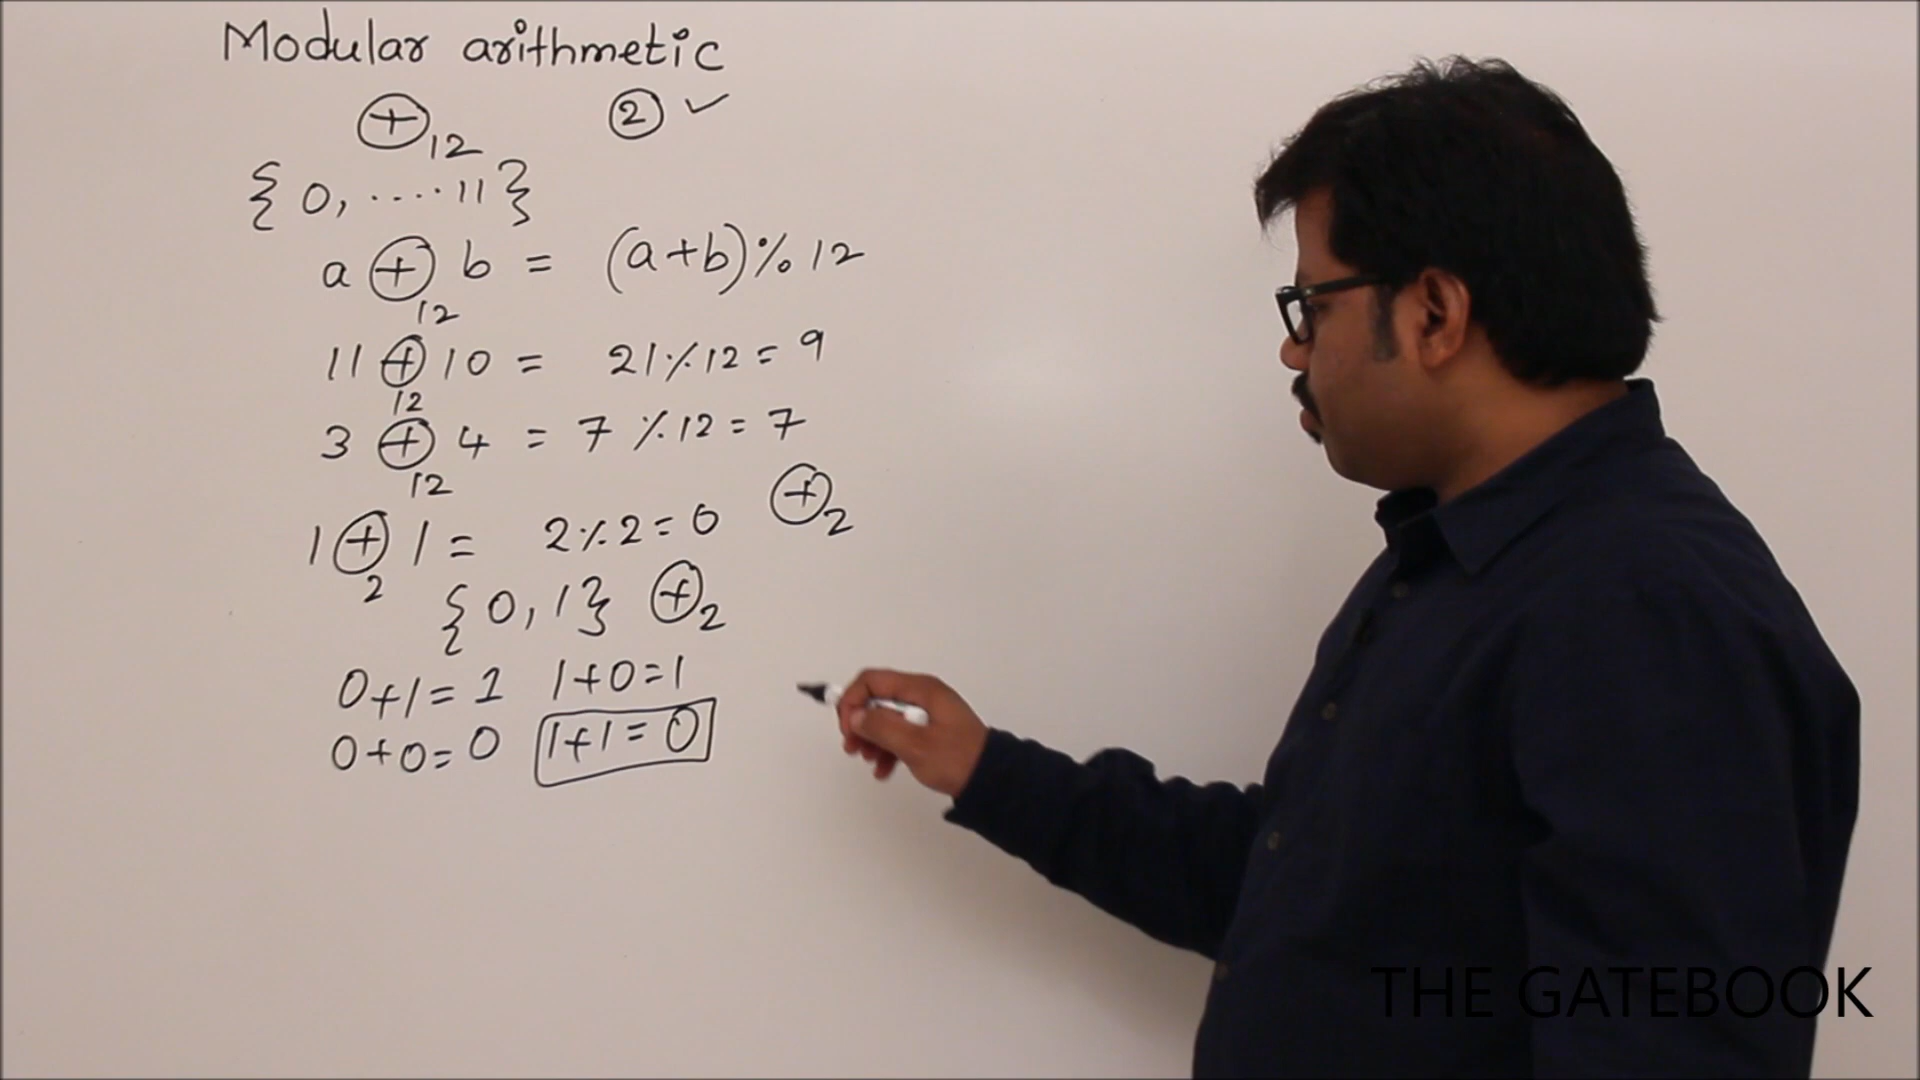 Modular arithmetic
⊕12 ② ✓
{0, ....11}
a ⊕12 b = (a+b)%12
11 ⊕12 10 = 21%12=9
3 ⊕12 4 = 7 %12=7
1 ⊕2 1 = 2%2=0 ⊕2
{0,1} ⊕2
0+1=1 1+0=1
0+0=0 1+1=0
THE GATEBOOK